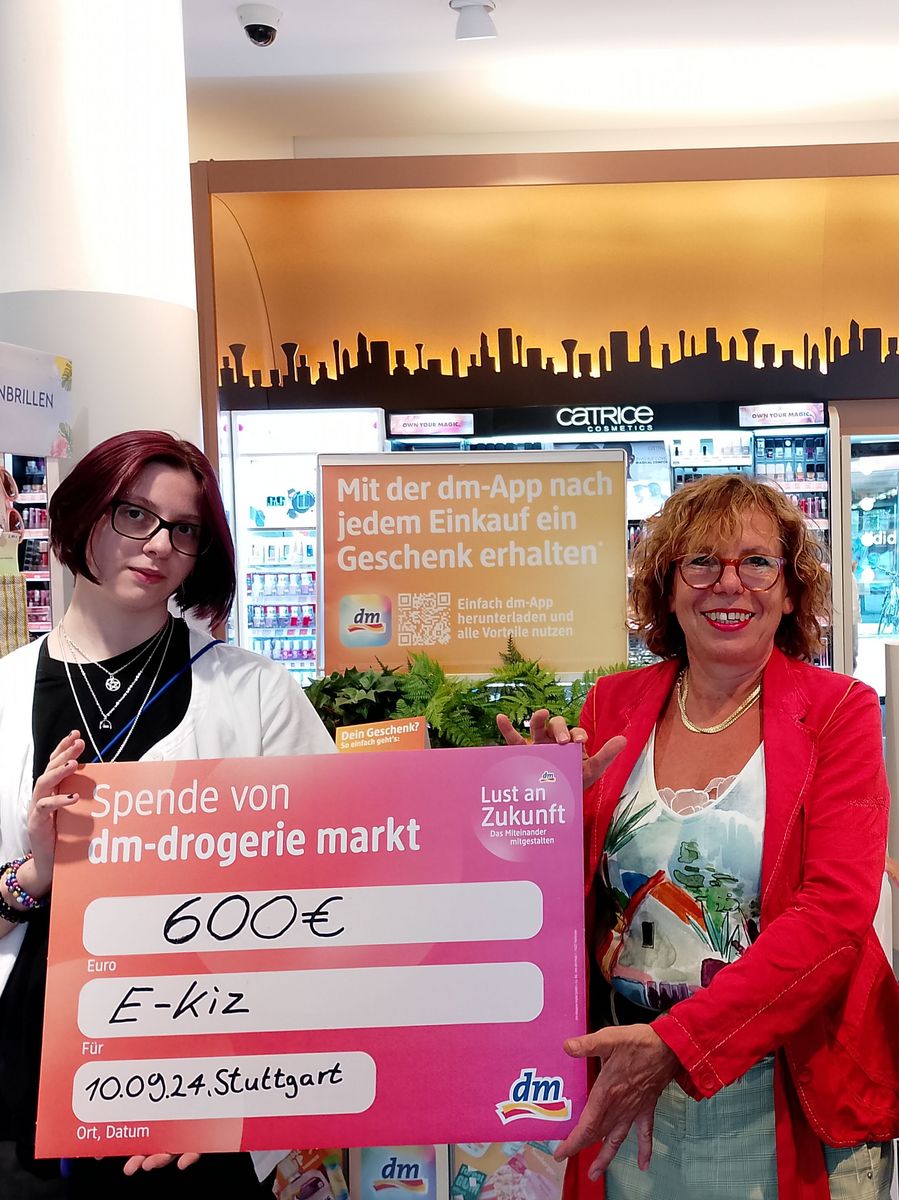 NBRILLEN
OWN YOUR MAGIC.
CATRICE
COSMETICS
OWN YOUR MAGIC.
Mit der dm-App nach
jedem Einkauf ein
Geschenk erhalten*
dm
Einfach dm-App
herunterladen und
alle Vorteile nutzen
Dein Geschenk?
So einfach geht's:
Spende von
dm-drogerie markt
dm
Lust an
Zukunft
Das Miteinander
mitgestalten
600€
Euro
E-Kiz
Für
10.09.24, Stuttgart
Ort, Datum
dm
dm